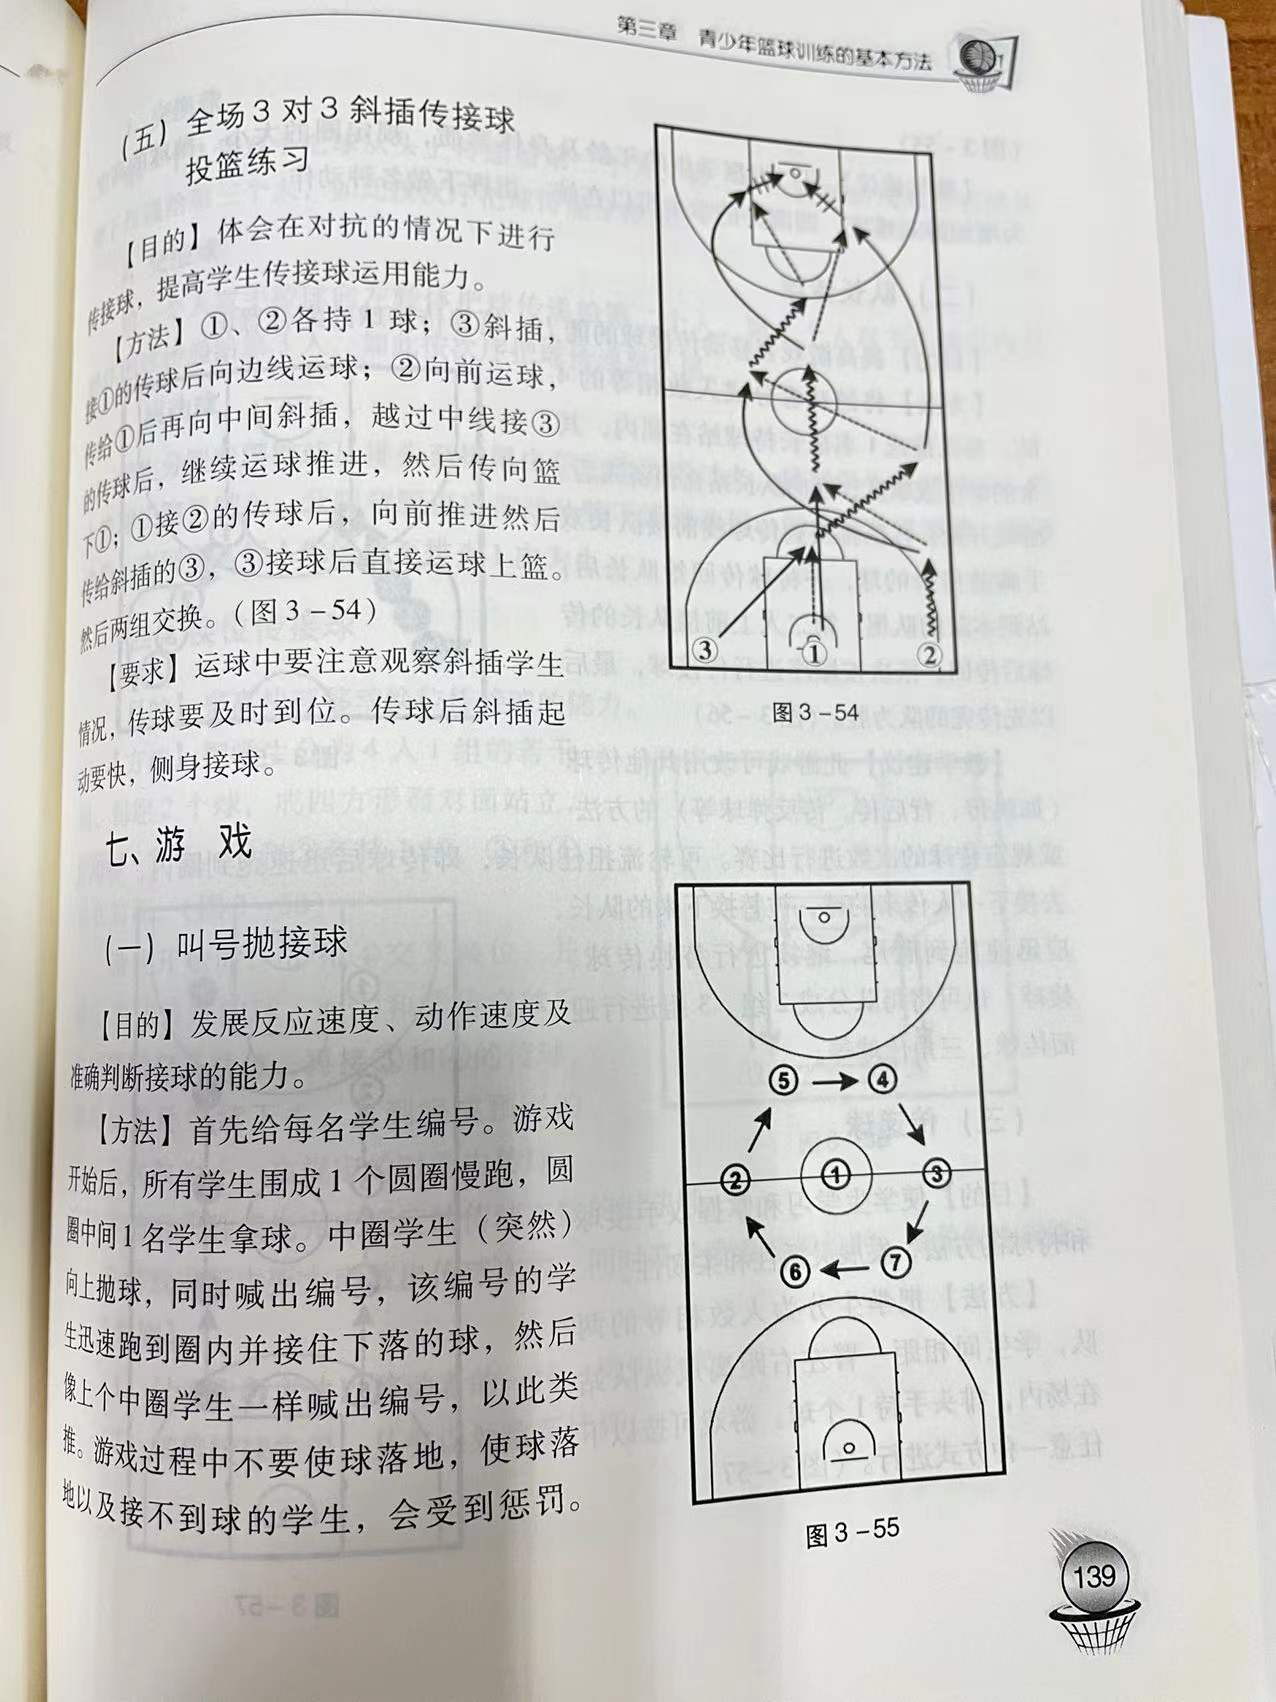 第三章 青少年篮球训练的基本方法
(五) 全场3对3斜插传接球
投篮练习
【目的】体会在对抗的情况下进行
传接球，提高学生传接球运用能力。
【方法】①、②各持1球；③斜插，
接①的传球后向边线运球；②向前运球，
传给①后再向中间斜插，越过中线接③
的传球后，继续运球推进，然后传向篮
下①；①接②的传球后，向前推进然后
传给斜插的③，③接球后直接运球上篮。
然后两组交换。(图3-54)
【要求】运球中要注意观察斜插学生
情况，传球要及时到位。传球后斜插起
动要快，侧身接球。
③ ① ②
图3-54
七、游 戏
(一) 叫号抛接球
【目的】发展反应速度、动作速度及
准确判断接球的能力。
【方法】首先给每名学生编号。游戏
开始后，所有学生围成1个圆圈慢跑，圆
圈中间1名学生拿球。中圈学生（突然）
向上抛球，同时喊出编号，该编号的学
生迅速跑到圈内并接住下落的球，然后
像上个中圈学生一样喊出编号，以此类
推。游戏过程中不要使球落地，使球落
地以及接不到球的学生，会受到惩罚。
⑤ ④
② ① ③
⑥ ⑦
图3-55
139